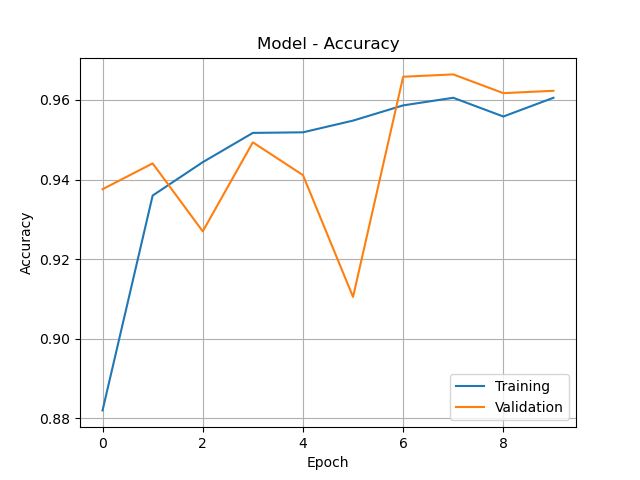 Model - Accuracy
Accuracy
0.96
0.94
0.92
0.90
0.88
0 2 4 6 8
Epoch
Training
Validation